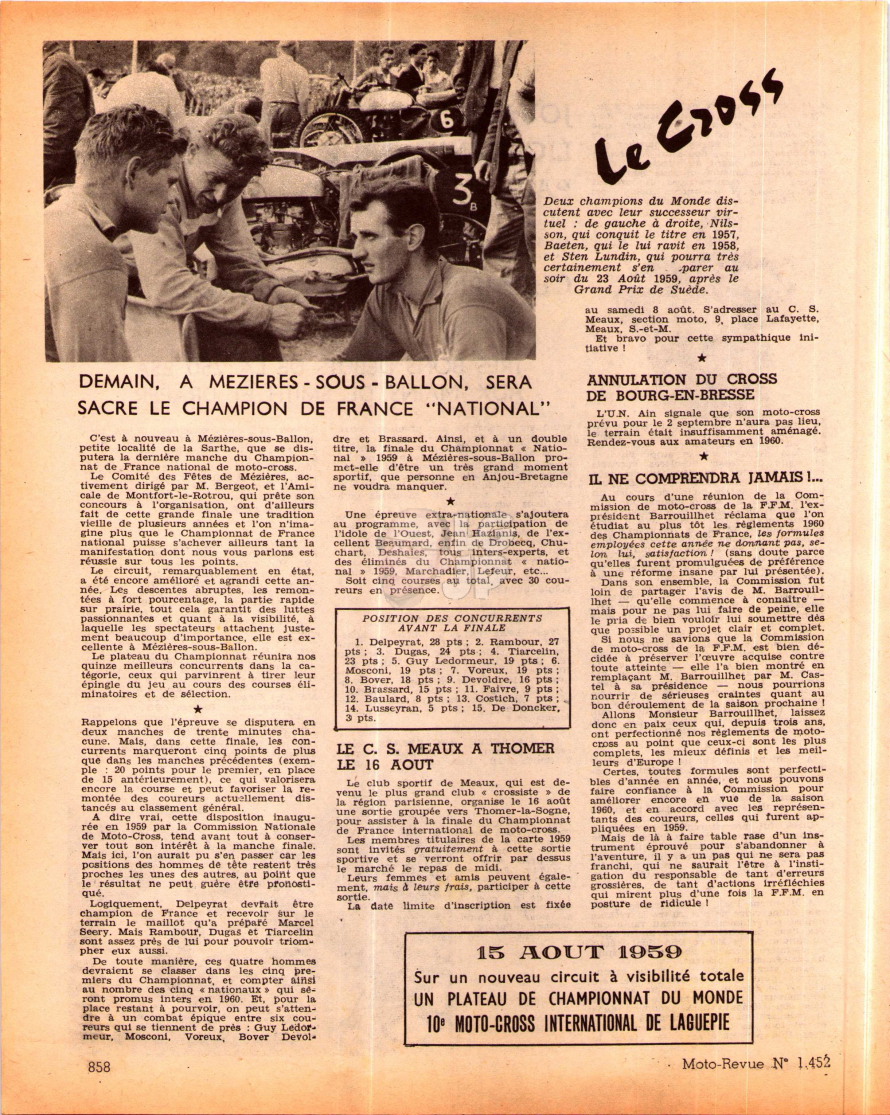 Le Cross
6
3
B
Deux champions du Monde dis-
cutent avec leur successeur vir-
tuel : de gauche à droite, Nils-
son, qui conquit le titre en 1957,
Baeten, qui le lui ravit en 1958,
et Sten Lundin, qui pourra très
certainement s'en .parer au
soir du 23 Août 1959, après le
Grand Prix de Suède.
DEMAIN, A MEZIERES - SOUS - BALLON, SERA
SACRE LE CHAMPION DE FRANCE "NATIONAL"
C'est à nouveau à Mézières-sous-Ballon,
petite localité de la Sarthe, que se dis-
putera la dernière manche du Champion-
nat de France national de moto-cross.
Le Comité des Fêtes de Mézières, ac-
tivement dirigé par M. Bergeot, et l'Ami-
cale de Montfort-le-Rotrou, qui prête son
concours à l'organisation, ont d'ailleurs
fait de cette grande finale une tradition
vieille de plusieurs années et l'on n'ima-
gine plus que le Championnat de France
national puisse s'achever ailleurs tant la
manifestation dont nous vous parlons est
réussie sur tous les points.
Le circuit, remarquablement en état,
a été encore amélioré et agrandi cette an-
née. Les descentes abruptes, les remon-
tées à fort pourcentage, la partie rapide
sur prairie, tout cela garantit des luttes
passionnantes et quant à la visibilité, à
laquelle les spectateurs attachent juste-
ment beaucoup d'importance, elle est ex-
cellente à Mézières-sous-Ballon.
Le plateau du Championnat réunira nos
quinze meilleurs concurrents dans la ca-
tégorie, ceux qui parvinrent à tirer leur
épingle du jeu au cours des courses éli-
minatoires et de sélection.
★
Rappelons que l'épreuve se disputera en
deux manches de trente minutes cha-
cune. Mais, dans cette finale, les con-
currents marqueront cinq points de plus
que dans les manches précédentes (exem-
ple : 20 points pour le premier, en place
de 15 antérieurement), ce qui valorisera
encore la course et peut favoriser la re-
montée des coureurs actuellement dis-
tancés au classement général.
A dire vrai, cette disposition inaugu-
rée en 1959 par la Commission Nationale
de Moto-Cross, tend avant tout à conser-
ver tout son intérêt à la manche finale.
Mais ici, l'on aurait pu s'en passer car les
positions des hommes de tête restent très
proches les unes des autres, au point que
le résultat ne peut guère être pronosti-
qué.
Logiquement, Delpeyrat devrait être
champion de France et recevoir sur le
terrain le maillot qu'a préparé Marcel
Seery. Mais Rambour, Dugas et Tiarcelin
sont assez près de lui pour pouvoir triom-
pher eux aussi.
De toute manière, ces quatre hommes
devraient se classer dans les cinq pre-
miers du Championnat, et compter ainsi
au nombre des cinq « nationaux » qui se-
ront promus inters en 1960. Et, pour la
place restant à pourvoir, on peut s'atten-
dre à un combat épique entre six cou-
reurs qui se tiennent de près : Guy Ledor-
meur, Mosconi, Voreux, Bover Devol-
dre et Brassard. Ainsi, et à un double
titre, la finale du Championnat « Natio-
nal » 1959 à Mézières-sous-Ballon pro-
met-elle d'être un très grand moment
sportif, que personne en Anjou-Bretagne
ne voudra manquer.
★
Une épreuve extra-nationale s'ajoutera
au programme, avec la participation de
l'idole de l'Ouest, Jean Hazianis, de l'ex-
cellent Beaumard, enfin de Drobecq, Chu-
chart, Deshaies, tous inters-experts, et
des éliminés du Championnat « natio-
nal » 1959, Marchadier, Lefeur, etc...
Soit cinq courses au total, avec 30 cou-
reurs en présence.
POSITION DES CONCURRENTS
AVANT LA FINALE
1. Delpeyrat, 28 pts ; 2. Rambour, 27
pts ; 3. Dugas, 24 pts ; 4. Tiarcelin,
23 pts ; 5. Guy Ledormeur, 19 pts ; 6.
Mosconi, 19 pts ; 7. Voreux, 19 pts ;
8. Bover, 18 pts ; 9. Devoldre, 16 pts ;
10. Brassard, 15 pts ; 11. Faivre, 9 pts ;
12. Baulard, 8 pts ; 13. Costich, 7 pts ;
14. Jusseyran, 5 pts ; 15. De Doncker,
3 pts.
LE C. S. MEAUX A THOMER
LE 16 AOUT
Le club sportif de Meaux, qui est de-
venu le plus grand club « crossiste » de
la région parisienne, organise le 16 août
une sortie groupée vers Thomer-la-Sogne,
pour assister à la finale du Championnat
de France international de moto-cross.
Les membres titulaires de la carte 1959
sont invités gratuitement à cette sortie
sportive et se verront offrir par dessus
le marché le repas de midi.
Leurs femmes et amis peuvent égale-
ment, mais à leurs frais, participer à cette
sortie.
La date limite d'inscription est fixée
au samedi 8 août. S'adresser au C. S.
Meaux, section moto, 9, place Lafayette,
Meaux, S.-et-M.
Et bravo pour cette sympathique ini-
tiative !
★
ANNULATION DU CROSS
DE BOURG-EN-BRESSE
L'U.N. Ain signale que son moto-cross
prévu pour le 2 septembre n'aura pas lieu,
le terrain était insuffisamment aménagé.
Rendez-vous aux amateurs en 1960.
★
IL NE COMPRENDRA JAMAIS !...
Au cours d'une réunion de la Com-
mission de moto-cross de la F.F.M. l'ex-
président Barrouillhet réclama que l'on
étudiat au plus tôt les règlements 1960
des Championnats de France, les formules
employées cette année ne donnant pas, se-
lon lui, satisfaction ! (sans doute parce
qu'elles furent promulguées de préférence
à une réforme insane par lui présentée).
Dans son ensemble, la Commission fut
loin de partager l'avis de M. Barrouil-
lhet — qu'elle commence à connaître —
mais pour ne pas lui faire de peine, elle
le pria de bien vouloir lui soumettre dès
que possible un projet clair et complet.
Si nous ne savions que la Commission
de moto-cross de la F.F.M. est bien dé-
cidée à préserver l'œuvre acquise contre
toute atteinte — elle l'a bien montré en
remplaçant M. Barrouillhet par M. Cas-
tel à sa présidence — nous pourrions
nourrir de sérieuses craintes quant au
bon déroulement de la saison prochaine !
Allons Monsieur Barrouillhet, laissez
donc en paix ceux qui, depuis trois ans,
ont perfectionné nos règlements de moto-
cross au point que ceux-ci sont les plus
complets, les mieux définis et les meil-
leurs d'Europe !
Certes, toutes formules sont perfecti-
bles d'année en année, et nous pouvons
faire confiance à la Commission pour
améliorer encore en vue de la saison
1960, et en accord avec les représen-
tants des coureurs, celles qui furent ap-
pliquées en 1959.
Mais de là à faire table rase d'un ins-
trument éprouvé pour s'abandonner à
l'aventure, il y a un pas qui ne sera pas
franchi, qui ne saurait l'être à l'insti-
gation du responsable de tant d'erreurs
grossières, de tant d'actions irréfléchies
qui mirent plus d'une fois la F.F.M. en
posture de ridicule !
15 AOUT 1959
Sur un nouveau circuit à visibilité totale
UN PLATEAU DE CHAMPIONNAT DU MONDE
10e MOTO-CROSS INTERNATIONAL DE LAGUEPIE
858
Moto-Revue N° 1.452